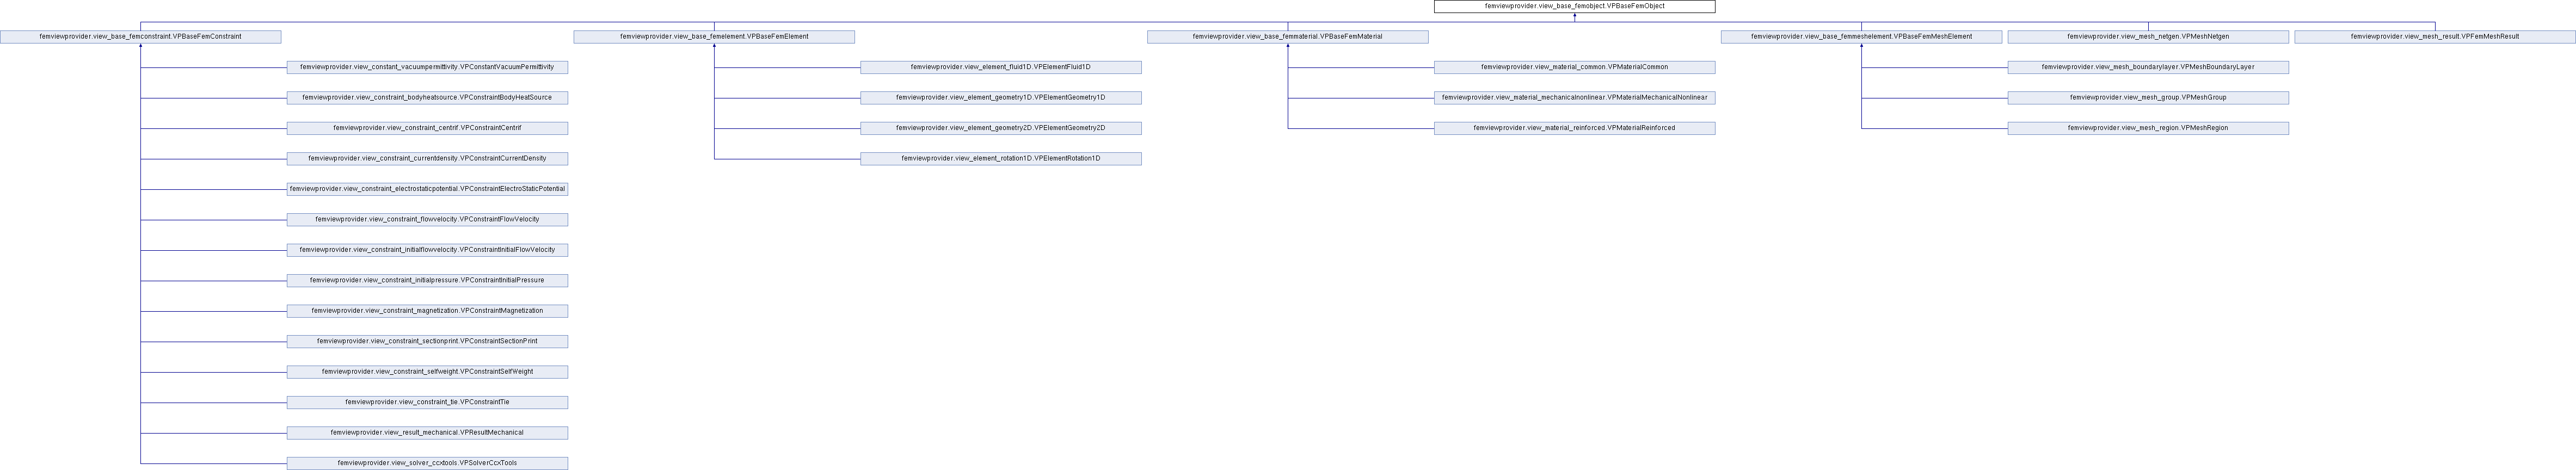 femviewprovider.view_base_femobject.VPBaseFemObject
femviewprovider.view_base_femconstraint.VPBaseFemConstraint
femviewprovider.view_base_femelement.VPBaseFemElement
femviewprovider.view_base_femmaterial.VPBaseFemMaterial
femviewprovider.view_base_femmeshelement.VPBaseFemMeshElement
femviewprovider.view_mesh_netgen.VPMeshNetgen
femviewprovider.view_mesh_result.VPFemMeshResult
femviewprovider.view_constant_vacuumpermittivity.VPConstantVacuumPermittivity
femviewprovider.view_element_fluid1D.VPElementFluid1D
femviewprovider.view_material_common.VPMaterialCommon
femviewprovider.view_mesh_boundarylayer.VPMeshBoundaryLayer
femviewprovider.view_constraint_bodyheatsource.VPConstraintBodyHeatSource
femviewprovider.view_element_geometry1D.VPElementGeometry1D
femviewprovider.view_material_mechanicalnonlinear.VPMaterialMechanicalNonlinear
femviewprovider.view_mesh_group.VPMeshGroup
femviewprovider.view_constraint_centrif.VPConstraintCentrif
femviewprovider.view_element_geometry2D.VPElementGeometry2D
femviewprovider.view_material_reinforced.VPMaterialReinforced
femviewprovider.view_mesh_region.VPMeshRegion
femviewprovider.view_constraint_currentdensity.VPConstraintCurrentDensity
femviewprovider.view_element_rotation1D.VPElementRotation1D
femviewprovider.view_constraint_electrostaticpotential.VPConstraintElectroStaticPotential
femviewprovider.view_constraint_flowvelocity.VPConstraintFlowVelocity
femviewprovider.view_constraint_initialflowvelocity.VPConstraintInitialFlowVelocity
femviewprovider.view_constraint_initialpressure.VPConstraintInitialPressure
femviewprovider.view_constraint_magnetization.VPConstraintMagnetization
femviewprovider.view_constraint_sectionprint.VPConstraintSectionPrint
femviewprovider.view_constraint_selfweight.VPConstraintSelfWeight
femviewprovider.view_constraint_tie.VPConstraintTie
femviewprovider.view_result_mechanical.VPResultMechanical
femviewprovider.view_solver_ccxtools.VPSolverCcxTools